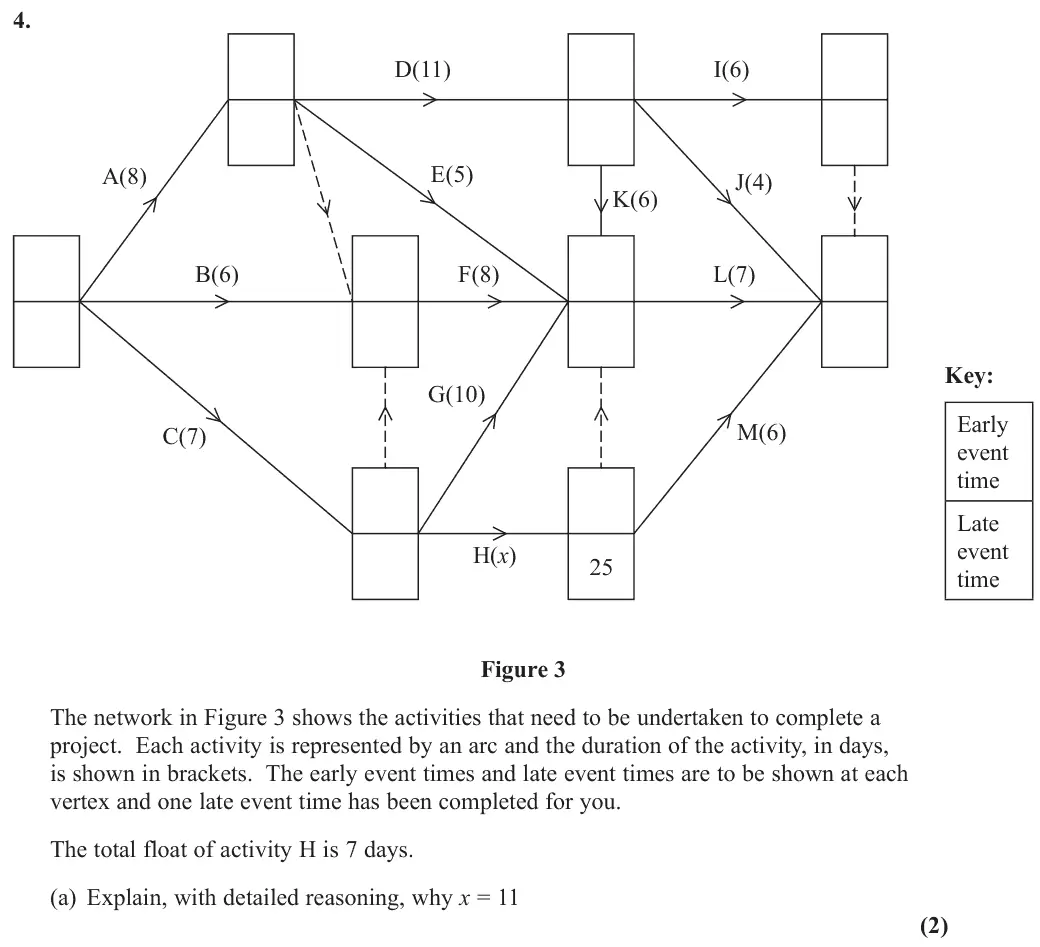 4.
D(11)
I(6)
A(8)
E(5)
J(4)
K(6)
B(6)
F(8)
L(7)
Key:
G(10)
Early
event
time
C(7)
M(6)
Late
event
time
H(x)
25
Figure 3
The network in Figure 3 shows the activities that need to be undertaken to complete a
project. Each activity is represented by an arc and the duration of the activity, in days,
is shown in brackets. The early event times and late event times are to be shown at each
vertex and one late event time has been completed for you.
The total float of activity H is 7 days.
(a) Explain, with detailed reasoning, why x = 11
(2)